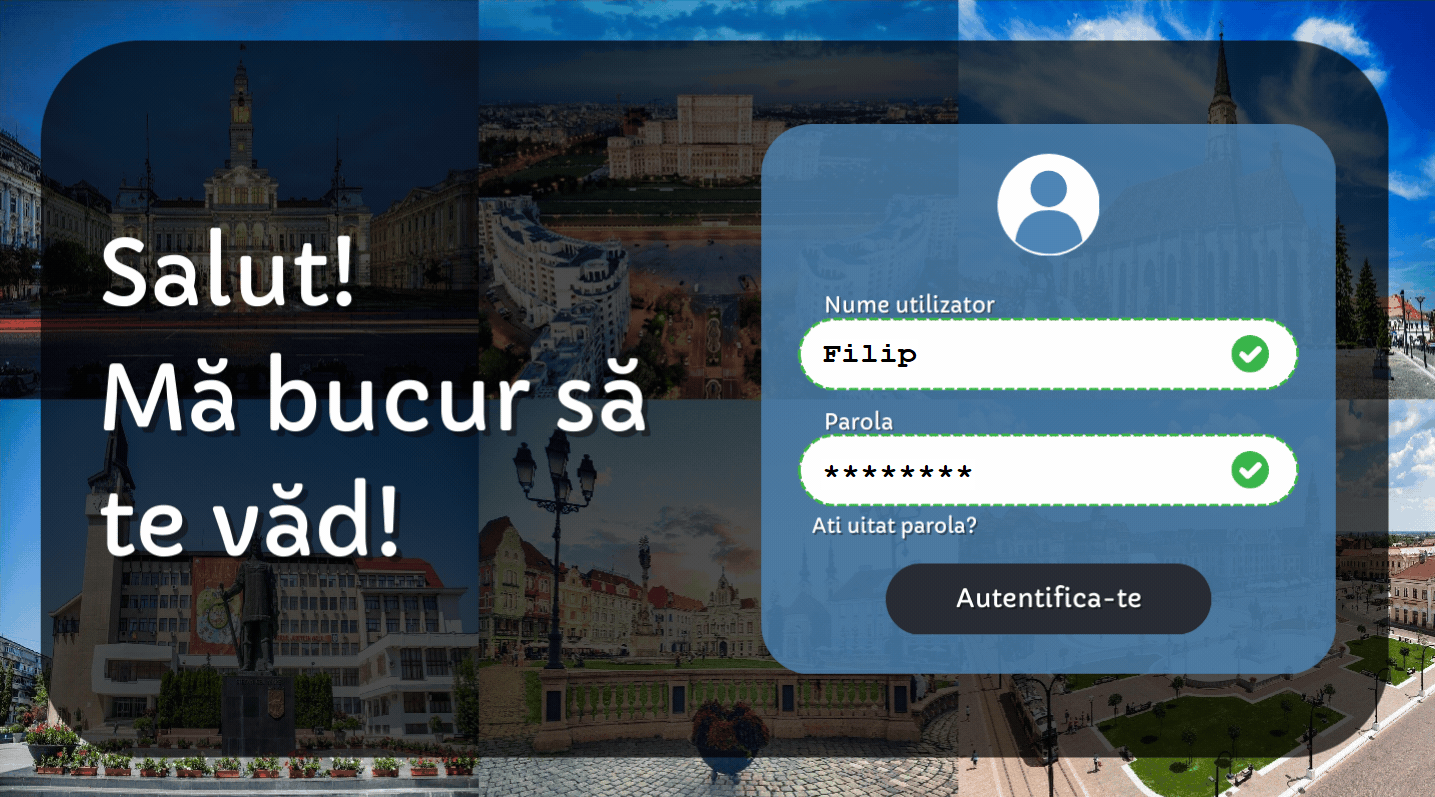 Salut!
Mă bucur să
te văd!
Nume utilizator
Filip
Parola
********
Ati uitat parola?
Autentifica-te